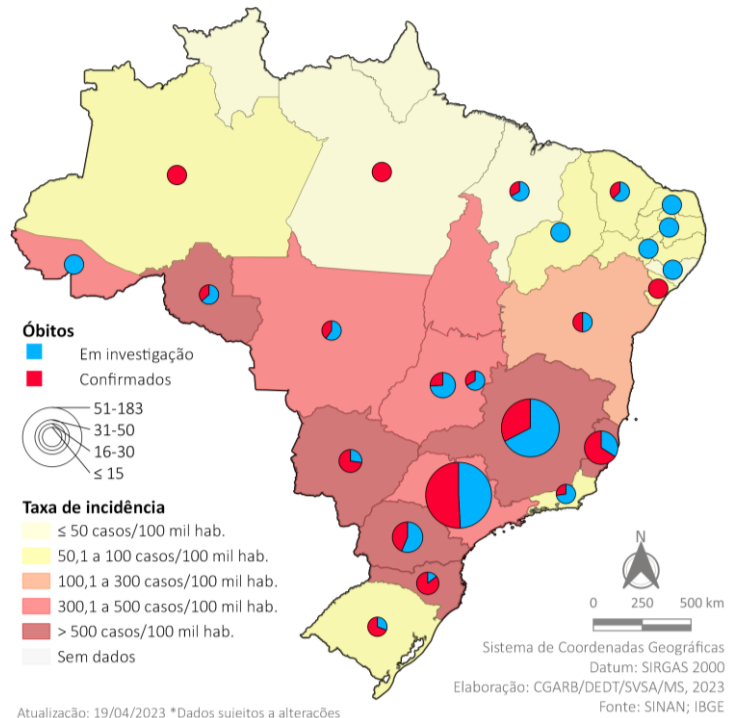 Óbitos
Em investigação
Confirmados
51-183
31-50
16-30
≤ 15
Taxa de incidência
≤ 50 casos/100 mil hab.
50,1 a 100 casos/100 mil hab.
100,1 a 300 casos/100 mil hab.
300,1 a 500 casos/100 mil hab.
> 500 casos/100 mil hab.
Sem dados
N
0 250 500 km
Sistema de Coordenadas Geográficas
Datum: SIRGAS 2000
Elaboração: CGARB/DEDT/SVSA/MS, 2023
Fonte: SINAN; IBGE
Atualização: 19/04/2023 *Dados sujeitos a alterações